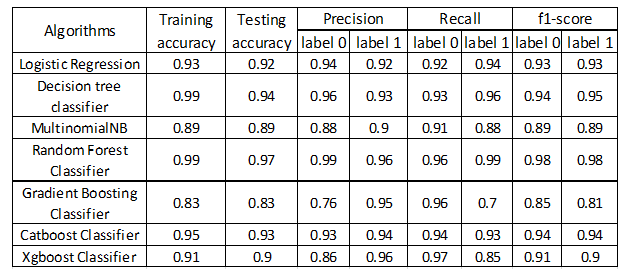 Algorithms Training accuracy Testing accuracy Precision Recall f1-score
label 0 label 1 label 0 label 1 label 0 label 1
Logistic Regression 0.93 0.92 0.94 0.92 0.92 0.94 0.93 0.93
Decision tree classifier 0.99 0.94 0.96 0.93 0.93 0.96 0.94 0.95
MultinomialNB 0.89 0.89 0.88 0.9 0.91 0.88 0.89 0.89
Random Forest Classifier 0.99 0.97 0.99 0.96 0.96 0.99 0.98 0.98
Gradient Boosting Classifier 0.83 0.83 0.76 0.95 0.96 0.7 0.85 0.81
Catboost Classifier 0.95 0.93 0.93 0.94 0.94 0.93 0.94 0.94
Xgboost Classifier 0.91 0.9 0.86 0.96 0.97 0.85 0.91 0.9